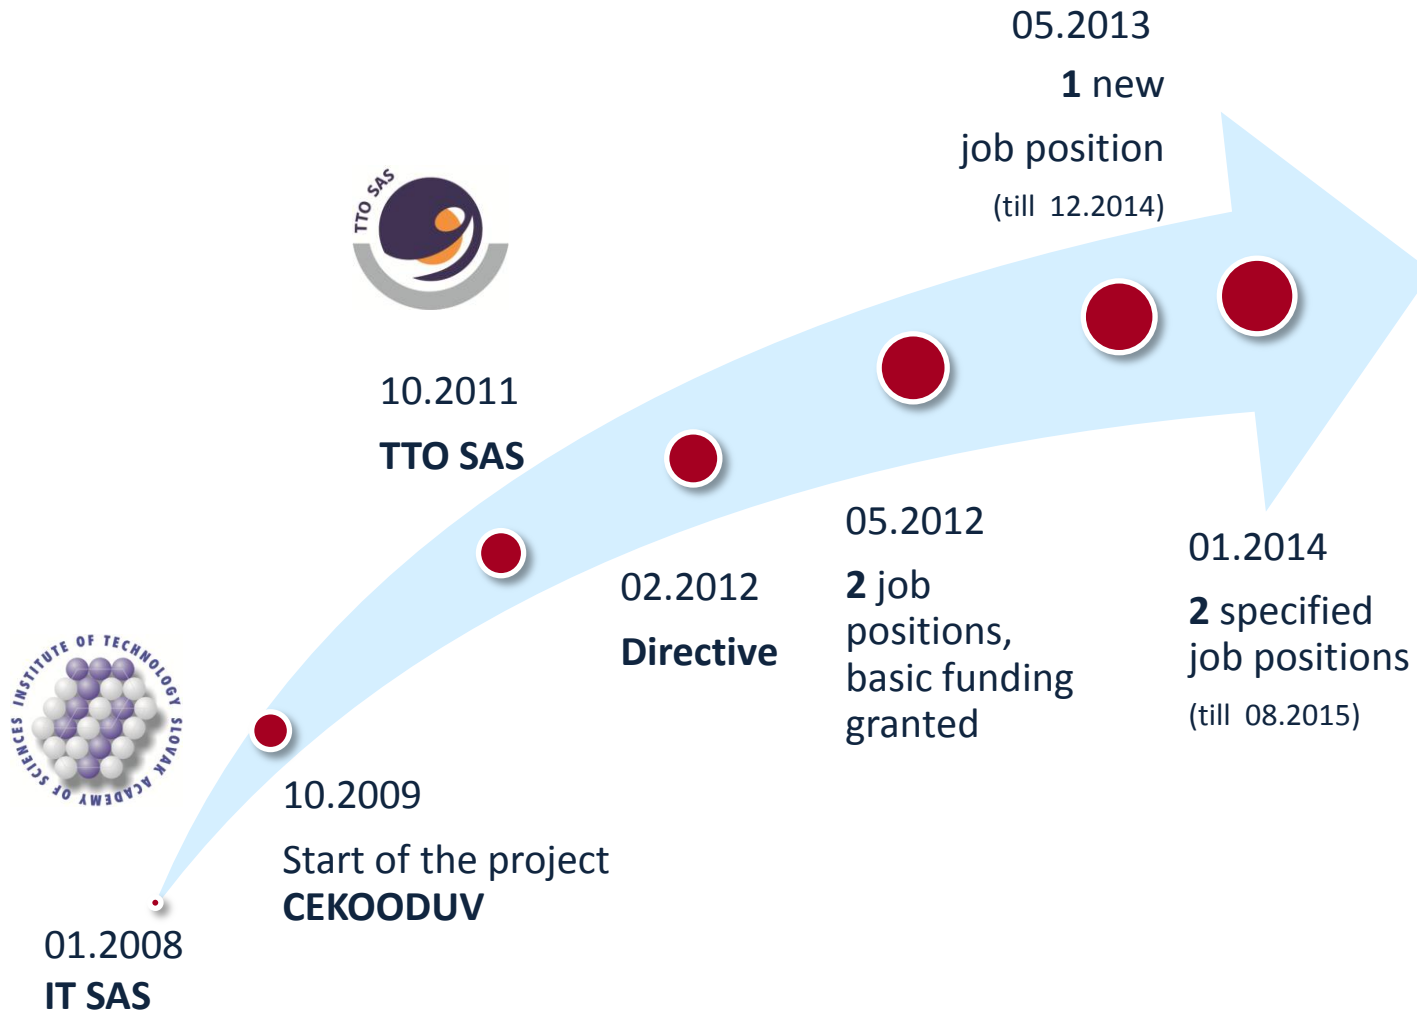 05.2013
1 new
job position
(till 12.2014)
TTO SAS
10.2011
TTO SAS
05.2012
2 job
positions,
basic funding
granted
01.2014
2 specified
job positions
(till 08.2015)
02.2012
Directive
INSTITUTE OF TECHNOLOGY SLOVAK ACADEMY OF SCIENCES
10.2009
Start of the project
CEKOODUV
01.2008
IT SAS